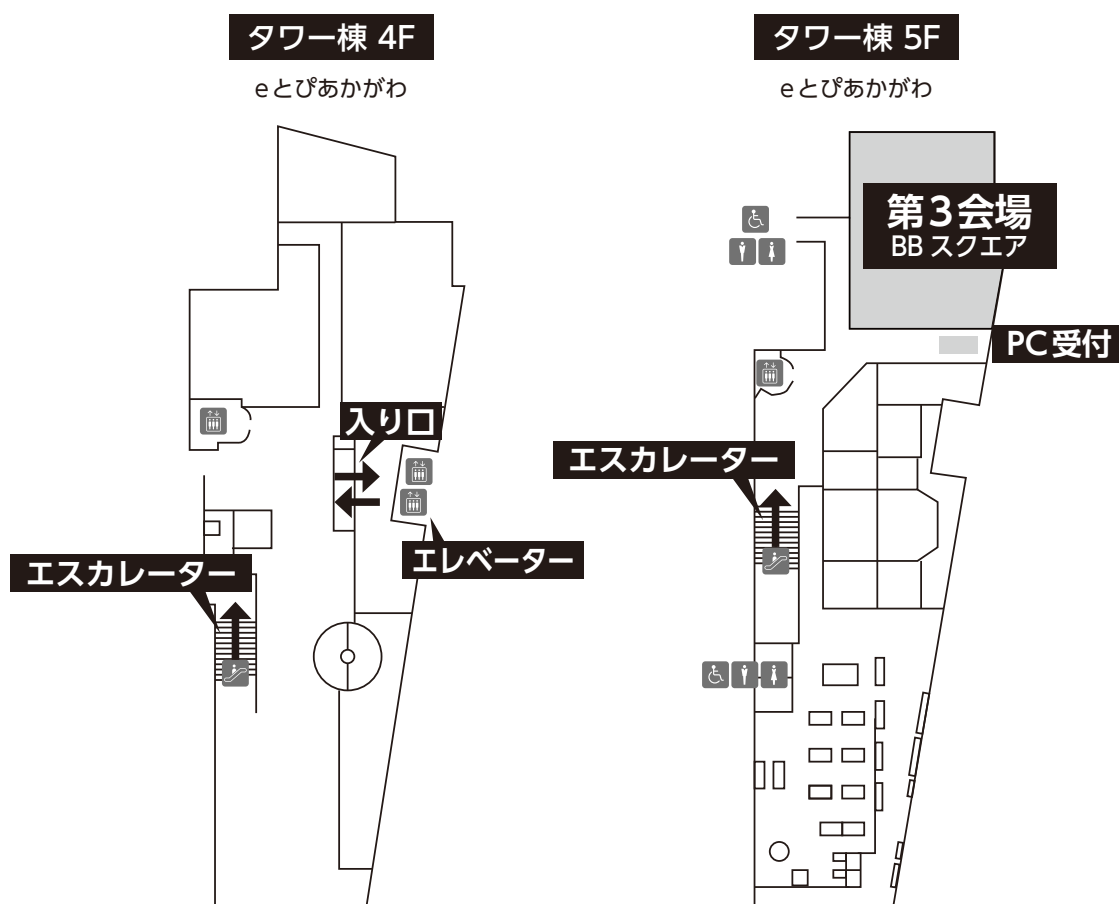 タワー棟 4F
eとぴあかがわ
入り口
エスカレーター
エレベーター
タワー棟 5F
eとぴあかがわ
第3会場
BB スクエア
PC受付
エスカレーター